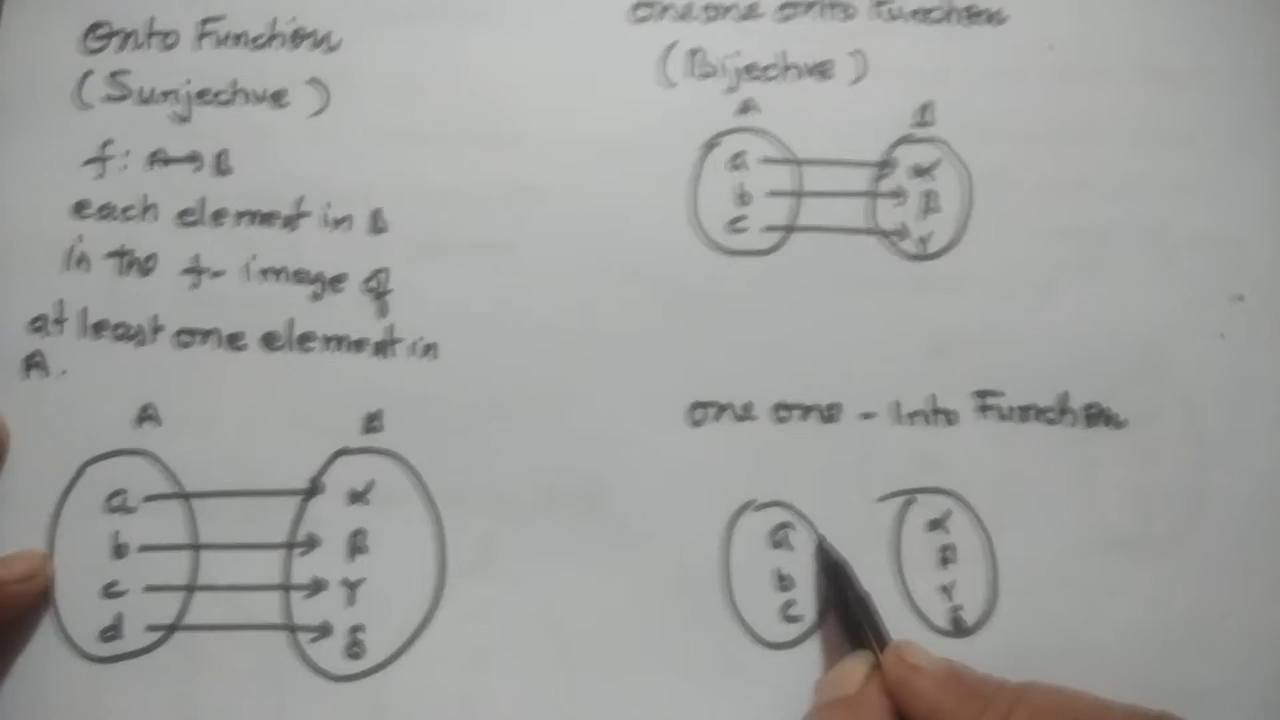 Onto Function
(Surjective)
f: A→B
each element in B
in the f- image of
at least one element in
A.
A B
a α
b β
c γ
d δ
one one onto Function
(Bijective)
A B
a α
b β
c γ
one one - Into Function
a α
b β
c γ
δ